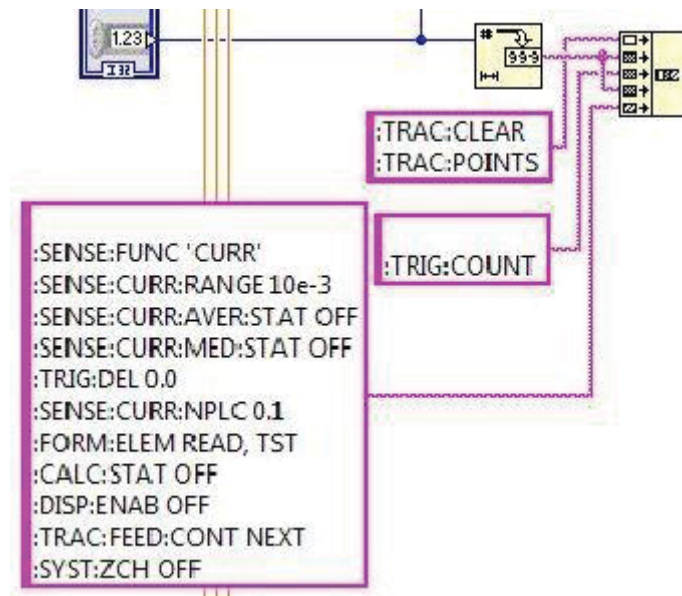 1.23
I32
#
999
:TRAC:CLEAR
:TRAC:POINTS
:TRIG:COUNT
:SENSE:FUNC 'CURR'
:SENSE:CURR:RANGE 10e-3
:SENSE:CURR:AVER:STAT OFF
:SENSE:CURR:MED:STAT OFF
:TRIG:DEL 0.0
:SENSE:CURR:NPLC 0.1
:FORM:ELEM READ, TST
:CALC:STAT OFF
:DISP:ENAB OFF
:TRAC:FEED:CONT NEXT
:SYST:ZCH OFF